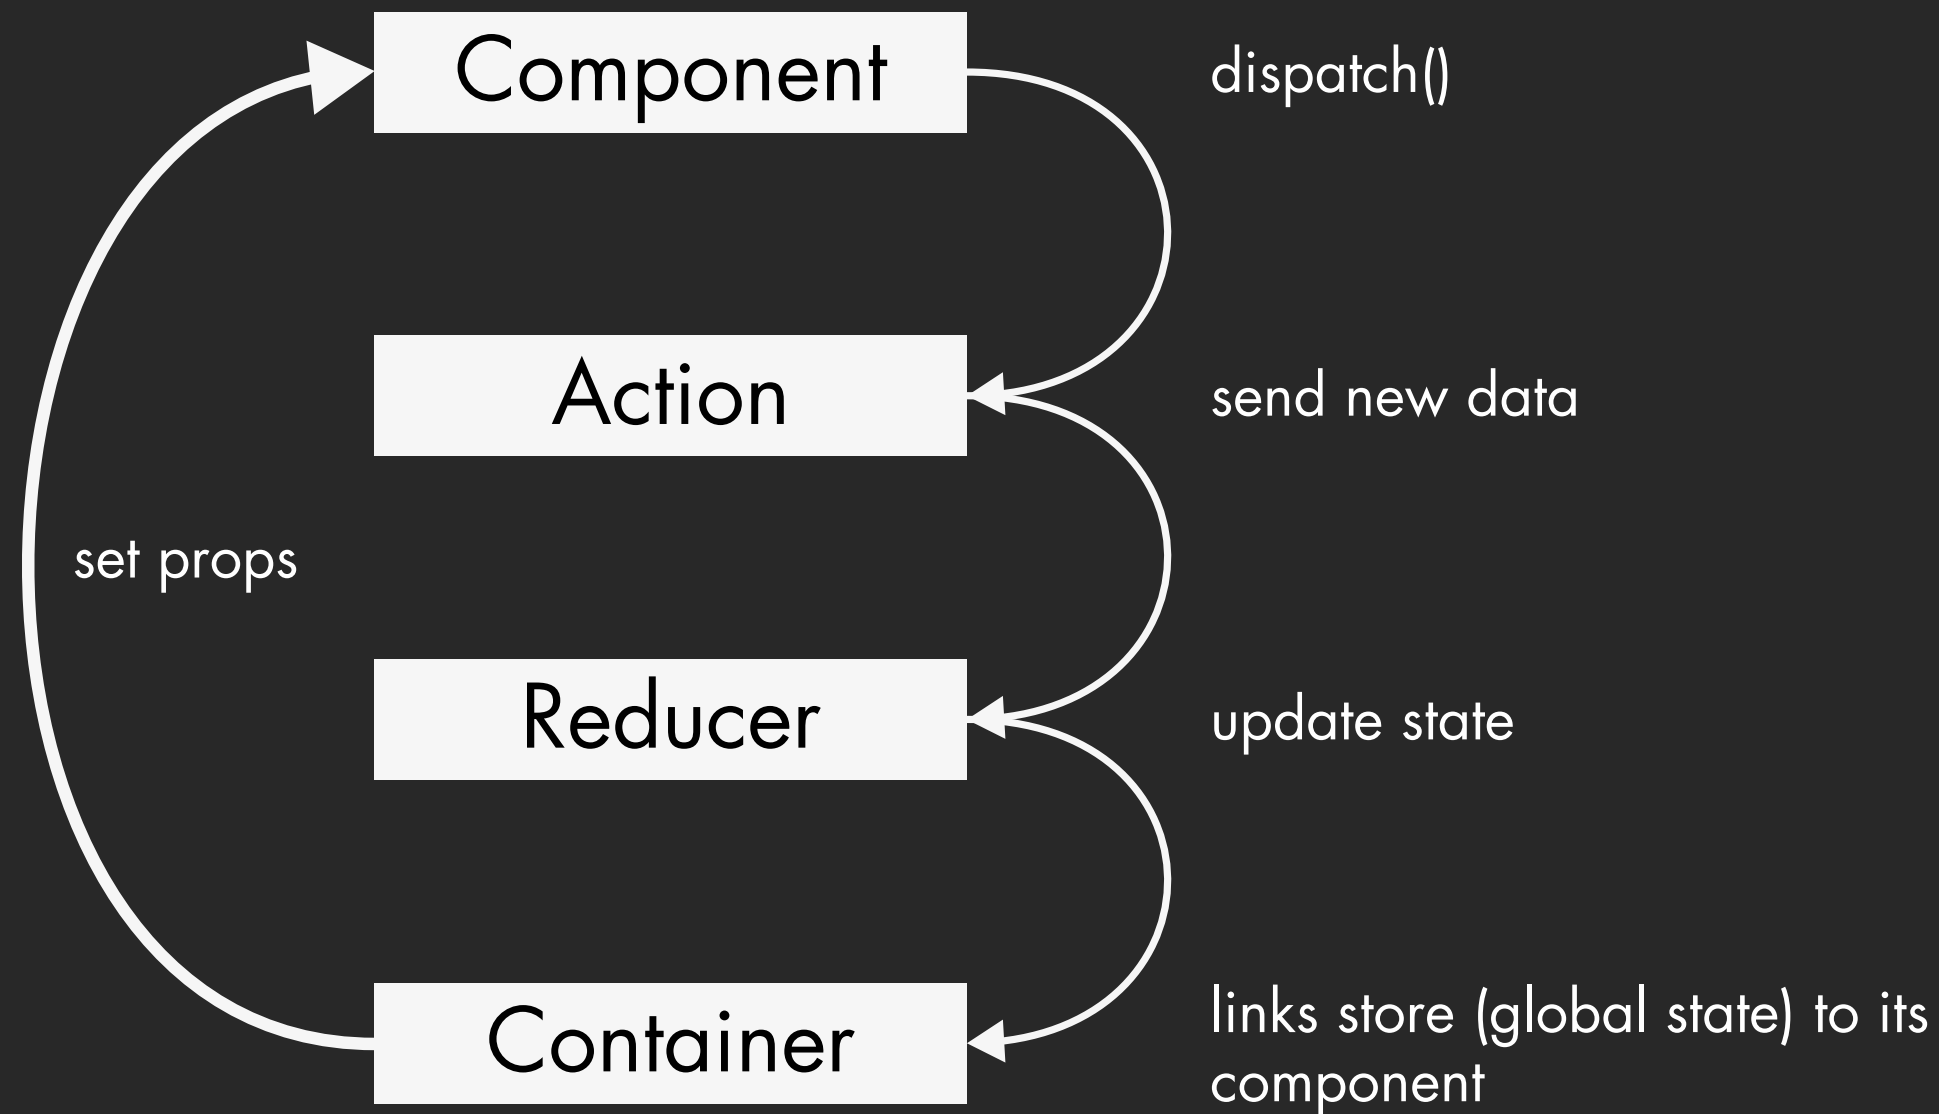 Component
dispatch()
Action
send new data
set props
Reducer
update state
Container
links store (global state) to its
component